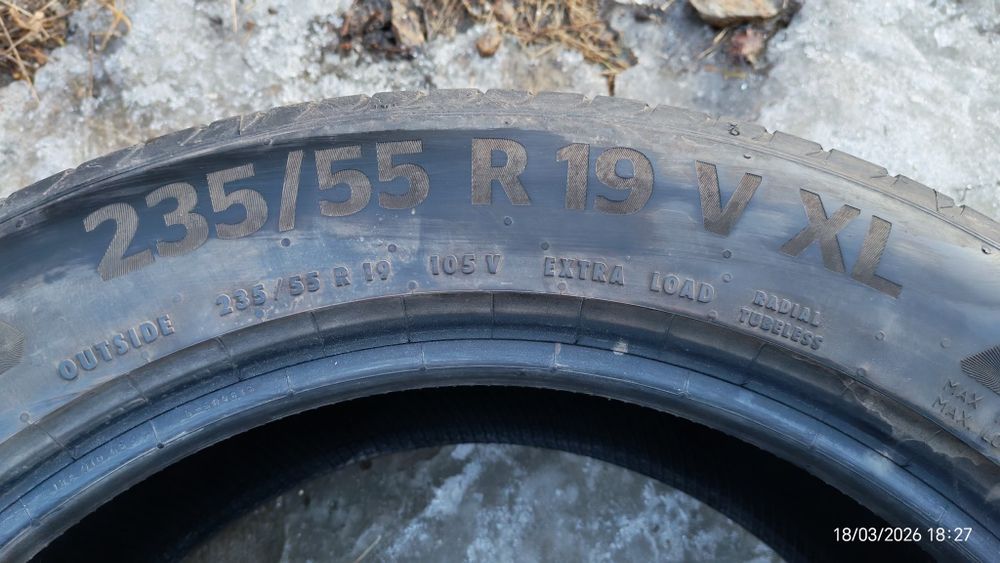 235/55 R 19 V XL
OUTSIDE 235/55 R 19 105 V EXTRA LOAD RADIAL
TUBELESS
MAX
MAX.
18/03/2026 18:27